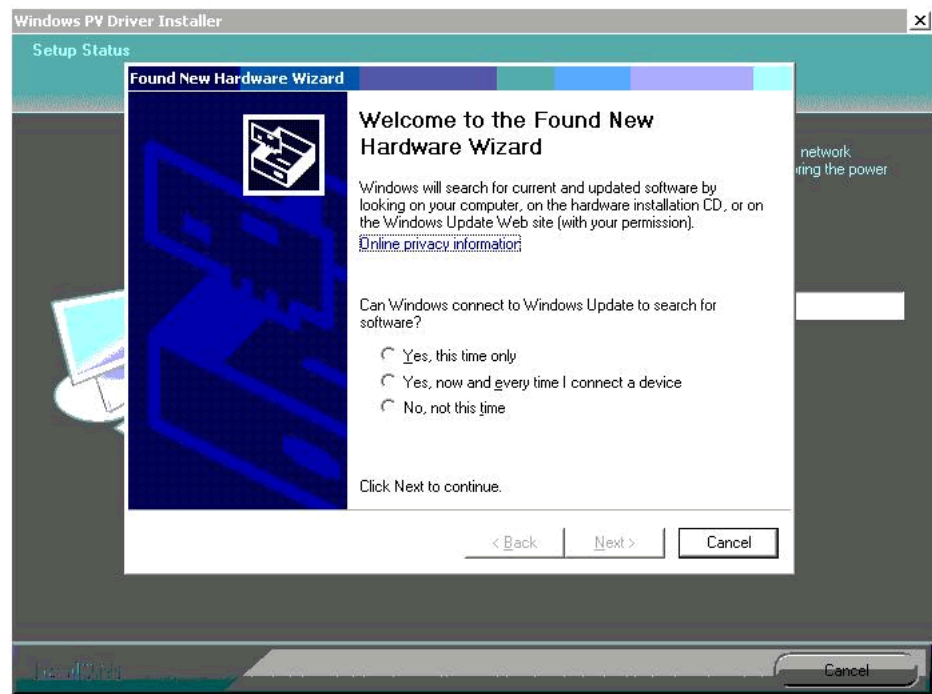 Windows PV Driver Installer
Setup Status
Found New Hardware Wizard
Welcome to the Found New
Hardware Wizard
network
ring the power
Windows will search for current and updated software by
looking on your computer, on the hardware installation CD, or on
the Windows Update Web site (with your permission).
Online privacy information
Can Windows connect to Windows Update to search for
software?
Yes, this time only
Yes, now and every time I connect a device
No, not this time
Click Next to continue.
< Back
Next >
Cancel
Cancel